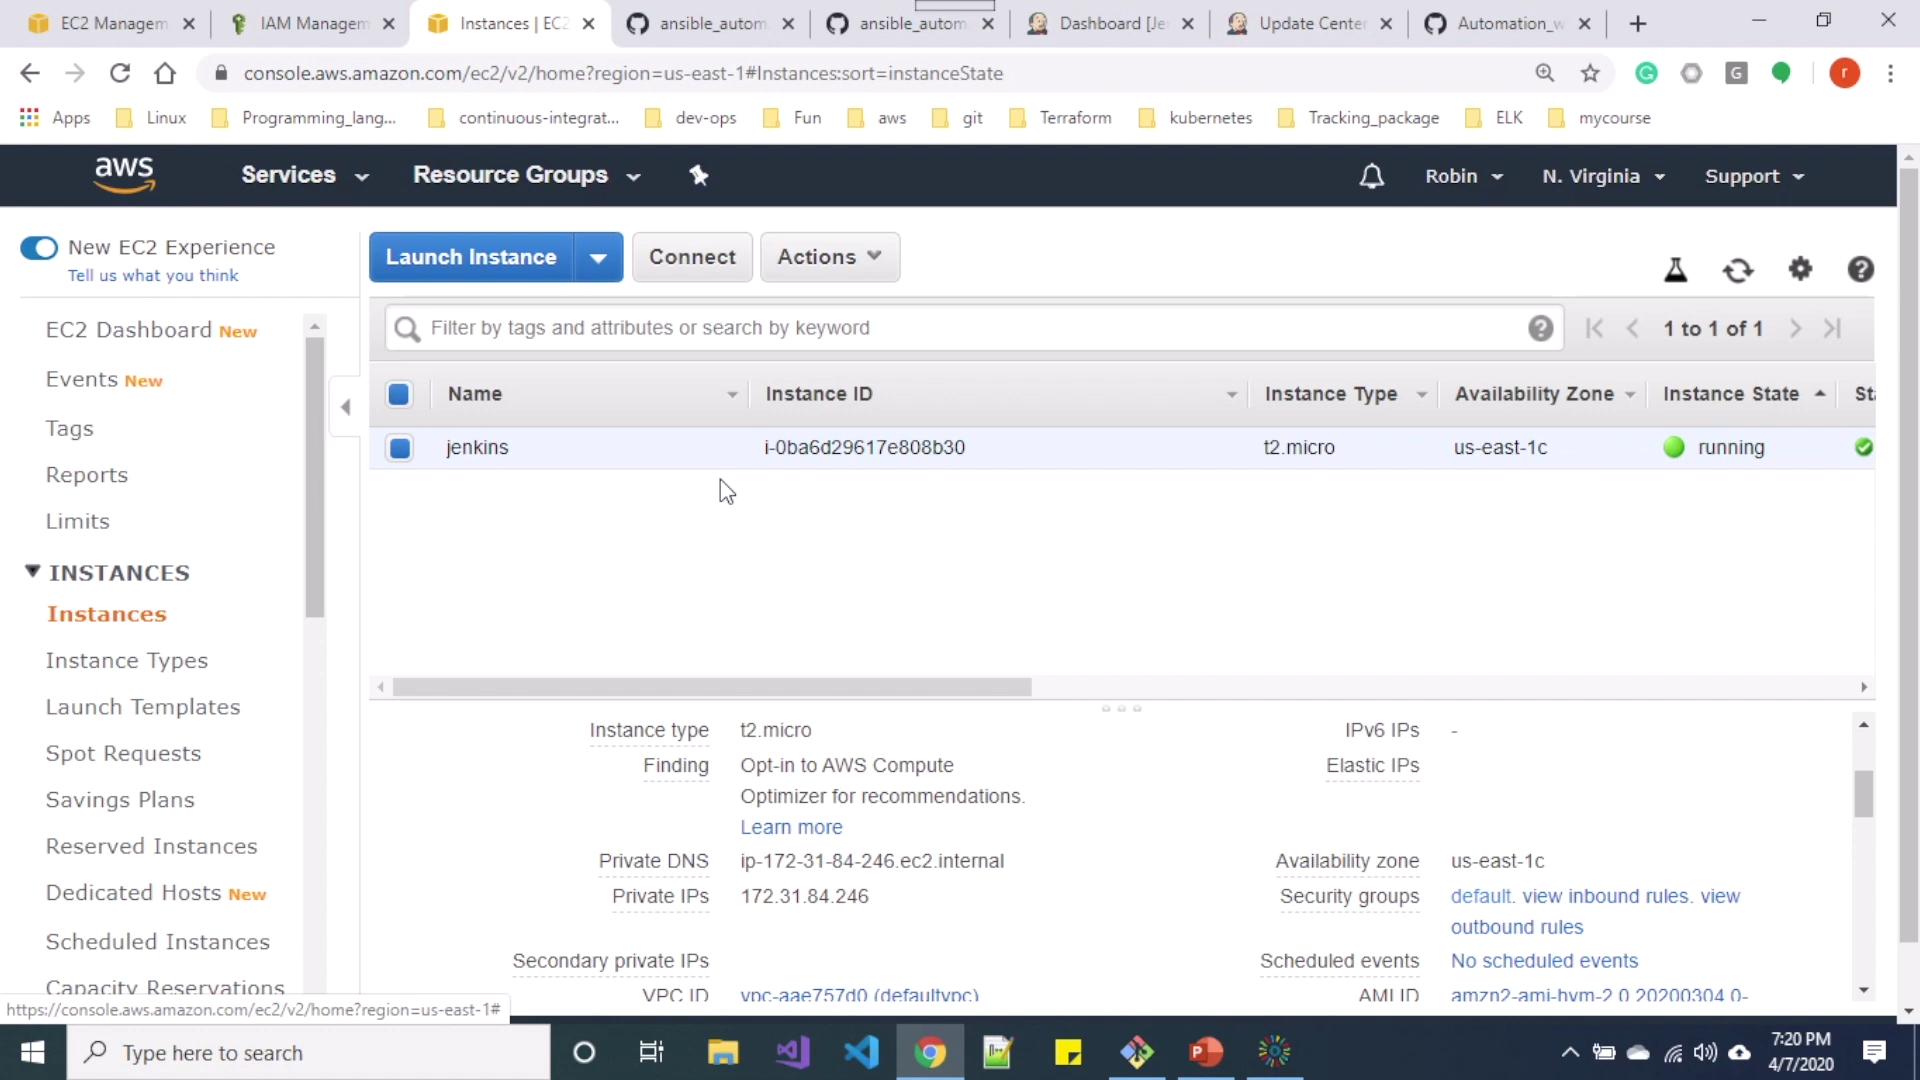 EC2 Managem
IAM Managem
Instances | EC2
ansible_autom
ansible_autom
Dashboard [Je
Update Center
Automation_w
console.aws.amazon.com/ec2/v2/home?region=us-east-1#Instances:sort=instanceState
G
r
Apps
Linux
Programming_lang...
continuous-integrat...
dev-ops
Fun
aws
git
Terraform
kubernetes
Tracking_package
ELK
mycourse
aws
Services
Resource Groups
Robin
N. Virginia
Support
New EC2 Experience
Tell us what you think
Launch Instance
Connect
Actions
EC2 Dashboard New
Events New
Tags
Reports
Limits
INSTANCES
Instances
Instance Types
Launch Templates
Spot Requests
Savings Plans
Reserved Instances
Dedicated Hosts New
Scheduled Instances
Capacity Reservations
Filter by tags and attributes or search by keyword
1 to 1 of 1
Name
Instance ID
Instance Type
Availability Zone
Instance State
Sta
jenkins
i-0ba6d29617e808b30
t2.micro
us-east-1c
running
Instance type
t2.micro
IPv6 IPs
-
Finding
Opt-in to AWS Compute
Optimizer for recommendations.
Learn more
Elastic IPs
Private DNS
ip-172-31-84-246.ec2.internal
Availability zone
us-east-1c
Private IPs
172.31.84.246
Security groups
default. view inbound rules. view
outbound rules
Secondary private IPs
Scheduled events
No scheduled events
VPC ID
vpc-aae757d0 (defaultvpc)
AMI ID
amzn2-ami-hvm-2.0.20200304.0-
https://console.aws.amazon.com/ec2/v2/home?region=us-east-1#
Type here to search
7:20 PM
4/7/2020